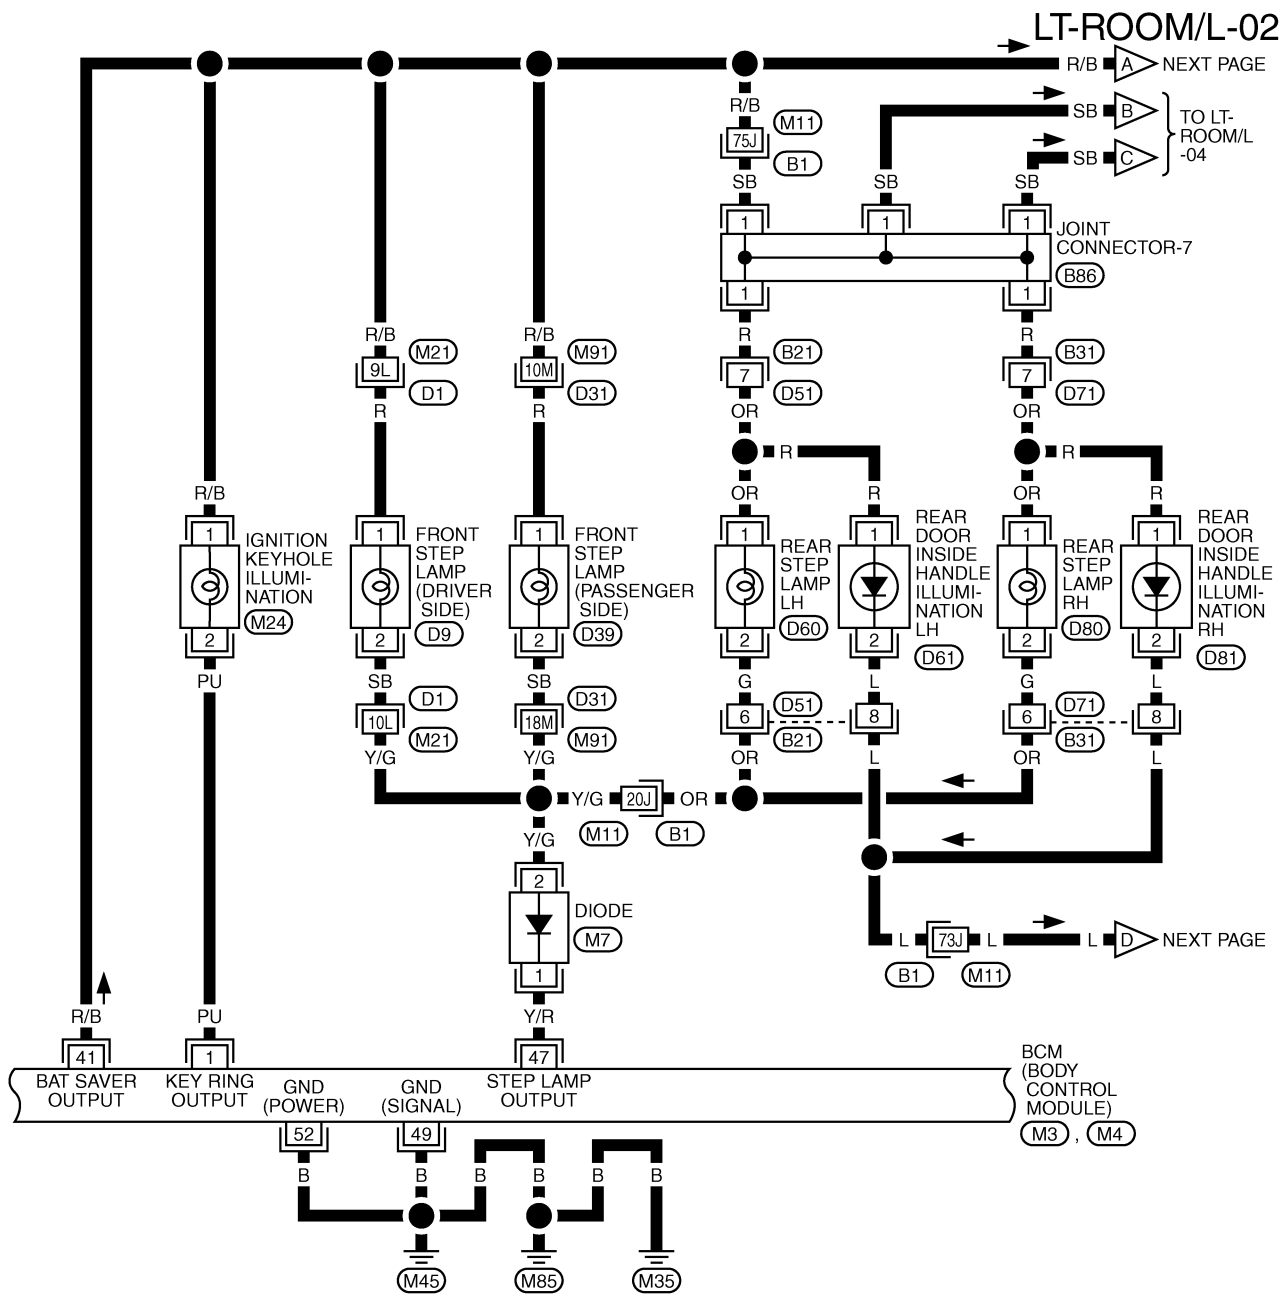 LT-ROOM/L-02
R/B A NEXT PAGE
SB B
SB C
TO LT-
ROOM/L
-04
R/B
75J
M11
B1
SB SB SB
1 1 1
JOINT
CONNECTOR-7
B86
1 1
R/B R/B R R
9L
M21
D1
10M
M91
D31
7
B21
D51
7
B31
D71
R R OR OR
R R
R/B OR R OR R
1
IGNITION
KEYHOLE
ILLUMI-
NATION
M24
2
1
FRONT
STEP
LAMP
(DRIVER
SIDE)
D9
2
1
FRONT
STEP
LAMP
(PASSENGER
SIDE)
D39
2
1
REAR
STEP
LAMP
LH
D60
2
1
REAR
DOOR
INSIDE
HANDLE
ILLUMI-
NATION
LH
D61
2
1
REAR
STEP
LAMP
RH
D80
2
1
REAR
DOOR
INSIDE
HANDLE
ILLUMI-
NATION
RH
D81
2
PU SB SB G L G L
10L
D1
M21
18M
D31
M91
6
D51
B21
8
6
D71
B31
8
Y/G Y/G OR L OR L
Y/G 20J OR
M11 B1
Y/G
2
DIODE
M7
1
L 73J L L D NEXT PAGE
B1 M11
R/B PU Y/R
41 1 47
BAT SAVER
OUTPUT
KEY RING
OUTPUT
GND
(POWER)
GND
(SIGNAL)
STEP LAMP
OUTPUT
BCM
(BODY
CONTROL
MODULE)
M3 , M4
52 49
B B B B B B
M45 M85 M35